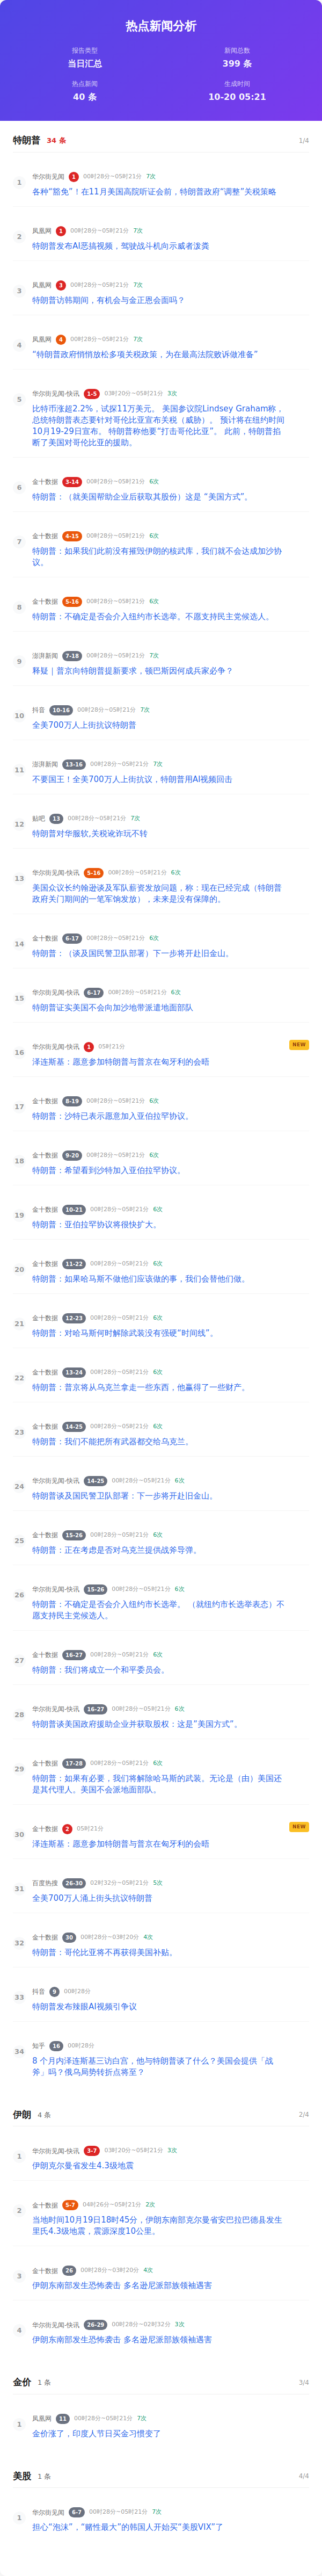 热点新闻分析
报告类型
新闻总数
当日汇总
399 条
热点新闻
生成时间
40 条
10-20 05:21
特朗普 34 条 1/4
1 华尔街见闻 1 00时28分~05时21分 7次
各种“豁免”！在11月美国高院听证会前，特朗普政府“调整”关税策略
2 凤凰网 1 00时28分~05时21分 7次
特朗普发布AI恶搞视频，驾驶战斗机向示威者泼粪
3 凤凰网 3 00时28分~05时21分 7次
特朗普访韩期间，有机会与金正恩会面吗？
4 凤凰网 4 00时28分~05时21分 7次
“特朗普政府悄悄放松多项关税政策，为在最高法院败诉做准备”
5 华尔街见闻-快讯 1-5 03时20分~05时21分 3次
比特币涨超2.2%，试探11万美元。 美国参议院Lindsey Graham称，
总统特朗普表态要针对哥伦比亚宣布关税（威胁）。 预计将在纽约时间
10月19-29日宣布。 特朗普称他要“打击哥伦比亚”。 此前，特朗普掐
断了美国对哥伦比亚的援助。
6 金十数据 3-14 00时28分~05时21分 6次
特朗普：（就美国帮助企业后获其股份）这是 “美国方式”。
7 金十数据 4-15 00时28分~05时21分 6次
特朗普：如果我们此前没有摧毁伊朗的核武库，我们就不会达成加沙协
议。
8 金十数据 5-16 00时28分~05时21分 6次
特朗普：不确定是否会介入纽约市长选举。不愿支持民主党候选人。
9 澎湃新闻 7-18 00时28分~05时21分 7次
释疑｜普京向特朗普提新要求，顿巴斯因何成兵家必争？
10 抖音 10-16 00时28分~05时21分 7次
全美700万人上街抗议特朗普
11 澎湃新闻 13-16 00时28分~05时21分 7次
不要国王！全美700万人上街抗议，特朗普用AI视频回击
12 贴吧 13 00时28分~05时21分 7次
特朗普对华服软,关税讹诈玩不转
13 华尔街见闻-快讯 5-16 00时28分~05时21分 6次
美国众议长约翰逊谈及军队薪资发放问题，称：现在已经完成（特朗普
政府关门期间的一笔军饷发放），未来是没有保障的。
14 金十数据 6-17 00时28分~05时21分 6次
特朗普：（谈及国民警卫队部署）下一步将开赴旧金山。
15 华尔街见闻-快讯 6-17 00时28分~05时21分 6次
特朗普证实美国不会向加沙地带派遣地面部队
16 华尔街见闻-快讯 1 05时21分 NEW
泽连斯基：愿意参加特朗普与普京在匈牙利的会晤
17 金十数据 8-19 00时28分~05时21分 6次
特朗普：沙特已表示愿意加入亚伯拉罕协议。
18 金十数据 9-20 00时28分~05时21分 6次
特朗普：希望看到沙特加入亚伯拉罕协议。
19 金十数据 10-21 00时28分~05时21分 6次
特朗普：亚伯拉罕协议将很快扩大。
20 金十数据 11-22 00时28分~05时21分 6次
特朗普：如果哈马斯不做他们应该做的事，我们会替他们做。
21 金十数据 12-23 00时28分~05时21分 6次
特朗普：对哈马斯何时解除武装没有强硬“时间线”。
22 金十数据 13-24 00时28分~05时21分 6次
特朗普：普京将从乌克兰拿走一些东西，他赢得了一些财产。
23 金十数据 14-25 00时28分~05时21分 6次
特朗普：我们不能把所有武器都交给乌克兰。
24 华尔街见闻-快讯 14-25 00时28分~05时21分 6次
特朗普谈及国民警卫队部署：下一步将开赴旧金山。
25 金十数据 15-26 00时28分~05时21分 6次
特朗普：正在考虑是否对乌克兰提供战斧导弹。
26 华尔街见闻-快讯 15-26 00时28分~05时21分 6次
特朗普：不确定是否会介入纽约市长选举。 （就纽约市长选举表态）不
愿支持民主党候选人。
27 金十数据 16-27 00时28分~05时21分 6次
特朗普：我们将成立一个和平委员会。
28 华尔街见闻-快讯 16-27 00时28分~05时21分 6次
特朗普谈美国政府援助企业并获取股权：这是“美国方式”。
29 金十数据 17-28 00时28分~05时21分 6次
特朗普：如果有必要，我们将解除哈马斯的武装。无论是（由）美国还
是其代理人。美国不会派地面部队。
30 金十数据 2 05时21分 NEW
泽连斯基：愿意参加特朗普与普京在匈牙利的会晤
31 百度热搜 26-30 02时32分~05时21分 5次
全美700万人涌上街头抗议特朗普
32 金十数据 30 00时28分~03时20分 4次
特朗普：哥伦比亚将不再获得美国补贴。
33 抖音 9 00时28分
特朗普发布辣眼AI视频引争议
34 知乎 16 00时28分
8 个月内泽连斯基三访白宫，他与特朗普谈了什么？美国会提供「战
斧」吗？俄乌局势转折点将至？
伊朗 4 条 2/4
1 华尔街见闻-快讯 3-7 03时20分~05时21分 3次
伊朗克尔曼省发生4.3级地震
2 金十数据 5-7 04时26分~05时21分 2次
当地时间10月19日18时45分，伊朗东南部克尔曼省安巴拉巴德县发生
里氏4.3级地震，震源深度10公里。
3 金十数据 26 00时28分~03时20分 4次
伊朗东南部发生恐怖袭击 多名逊尼派部族领袖遇害
4 华尔街见闻-快讯 26-29 00时28分~02时32分 3次
伊朗东南部发生恐怖袭击 多名逊尼派部族领袖遇害
金价 1 条 3/4
1 凤凰网 11 00时28分~05时21分 7次
金价涨了，印度人节日买金习惯变了
美股 1 条 4/4
1 华尔街见闻 6-7 00时28分~05时21分 7次
担心“泡沫”，“赌性最大”的韩国人开始买“美股VIX”了